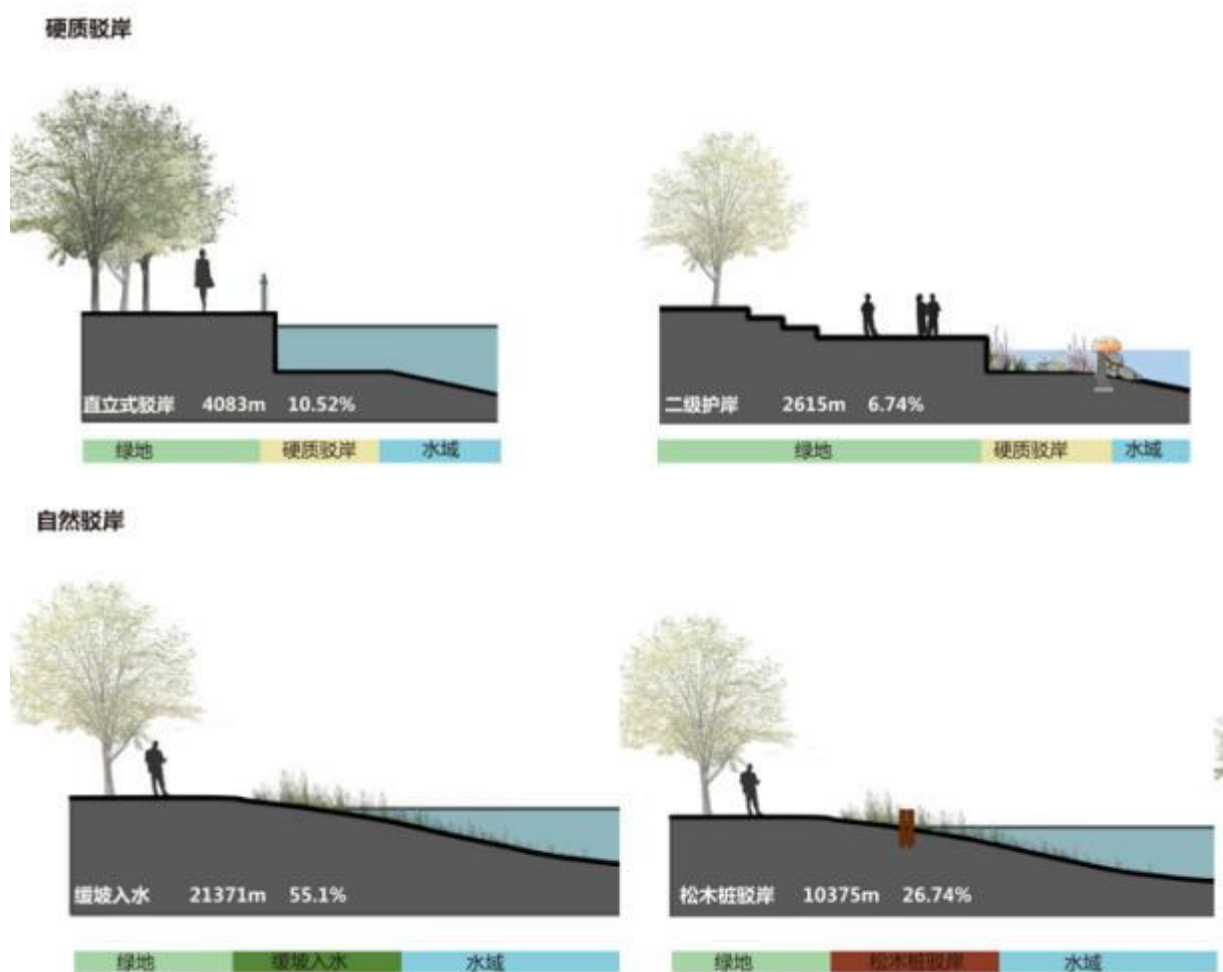 硬质驳岸
直立式驳岸 4083m 10.52%
绿地 硬质驳岸 水域
二级护岸 2615m 6.74%
绿地 硬质驳岸 水域
自然驳岸
缓坡入水 21371m 55.1%
绿地 缓坡入水 水域
松木桩驳岸 10375m 26.74%
绿地 松木桩驳岸 水域